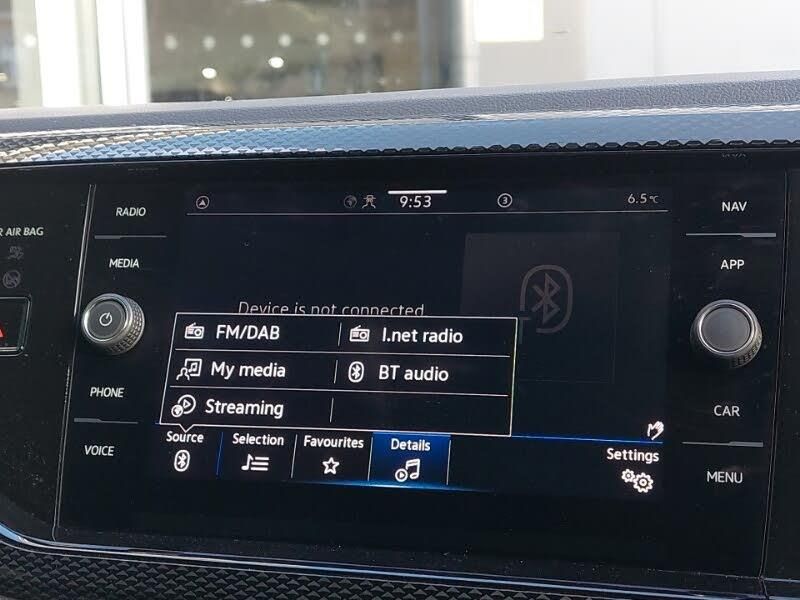 RADIO
MEDIA
PHONE
VOICE
R AIR BAG
9:53
3
6.5°C
Device is not connected
FM/DAB
I.net radio
My media
BT audio
Streaming
Source
Selection
Favourites
Details
Settings
NAV
APP
CAR
MENU